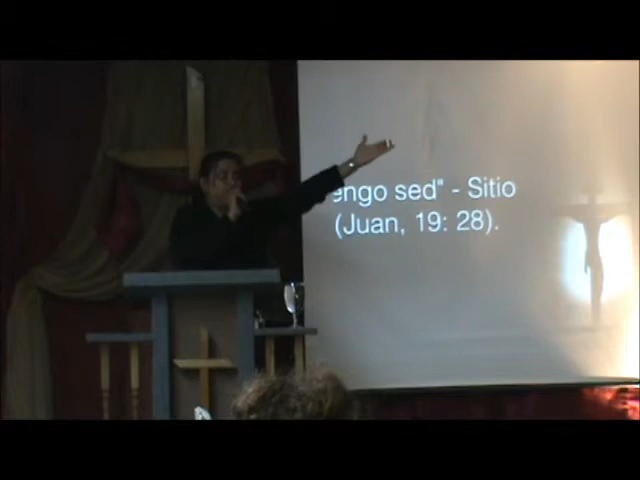 engo sed" - Sitio
(Juan, 19: 28).